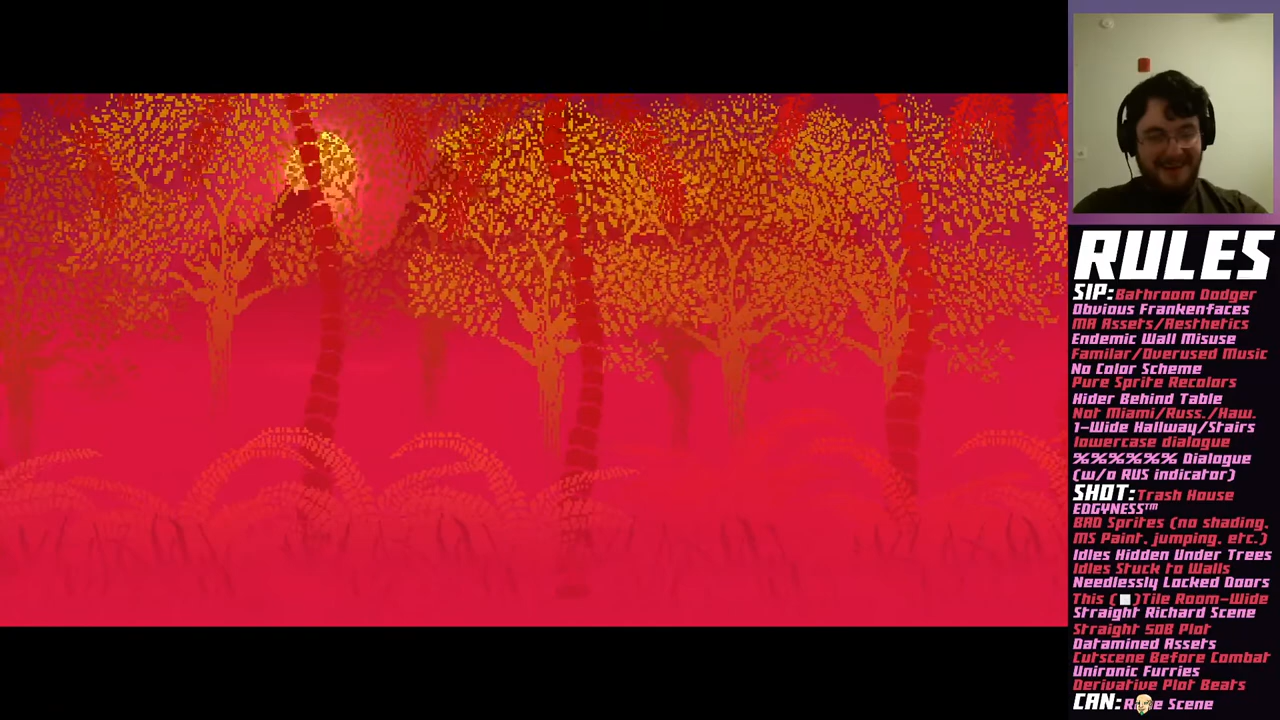 RULES
SIP: Bathroom Dodger
Obvious Frankenfaces
MA Assets/Aesthetics
Endemic Wall Misuse
Familar/Overused Music
No Color Scheme
Pure Sprite Recolors
Hider Behind Table
Not Miami/Russ./Haw.
1-Wide Hallway/Stairs
lowercase dialogue
%%%%%% Dialogue
(w/o RUS indicator)
SHOT: Trash House
EDGYNESS™
BAD Sprites (no shading,
MS Paint, jumping, etc.)
Idles Hidden Under Trees
Idles Stuck to Walls
Needlessly Locked Doors
This ( )Tile Room-Wide
Straight Richard Scene
Straight 50B Plot
Datamined Assets
Cutscene Before Combat
Unironic Furries
Derivative Plot Beats
CAN: Scene